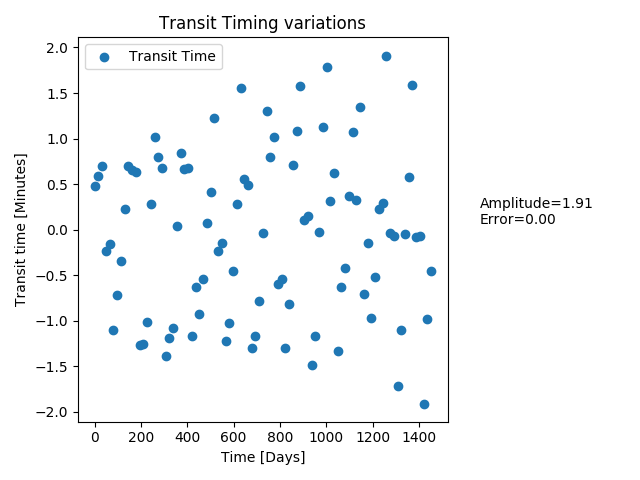 Transit Timing variations
Transit Time
Transit time [Minutes]
2.0
1.5
1.0
0.5
0.0
−0.5
−1.0
−1.5
−2.0
0 200 400 600 800 1000 1200 1400
Time [Days]
Amplitude=1.91
Error=0.00